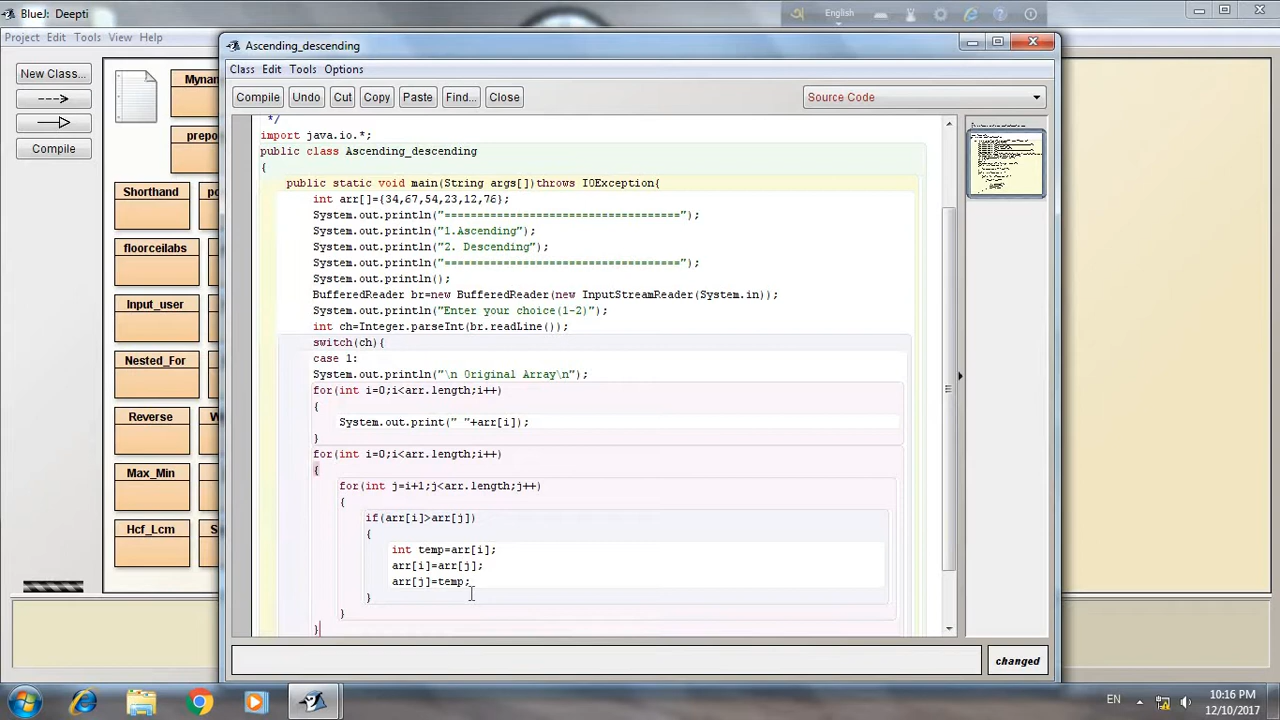 BlueJ: Deepti
English
Project Edit Tools View Help
New Class...
Compile
Shorthand
floorceilabs
Input_user
Nested_For
Reverse
Max_Min
Hcf_Lcm
Ascending_descending
Class Edit Tools Options
Compile Undo Cut Copy Paste Find... Close
Source Code
*/
import java.io.*;
public class Ascending_descending
{
public static void main(String args[])throws IOException{
int arr[]={34,67,54,23,12,76};
System.out.println("====================================");
System.out.println("1.Ascending");
System.out.println("2. Descending");
System.out.println("====================================");
System.out.println();
BufferedReader br=new BufferedReader(new InputStreamReader(System.in));
System.out.println("Enter your choice(1-2)");
int ch=Integer.parseInt(br.readLine());
switch(ch){
case 1:
System.out.println("\n Original Array\n");
for(int i=0;i<arr.length;i++)
{
System.out.print(" "+arr[i]);
}
for(int i=0;i<arr.length;i++)
{
for(int j=i+1;j<arr.length;j++)
{
if(arr[i]>arr[j])
{
int temp=arr[i];
arr[i]=arr[j];
arr[j]=temp;
}
}
}
changed
EN
10:16 PM
12/10/2017